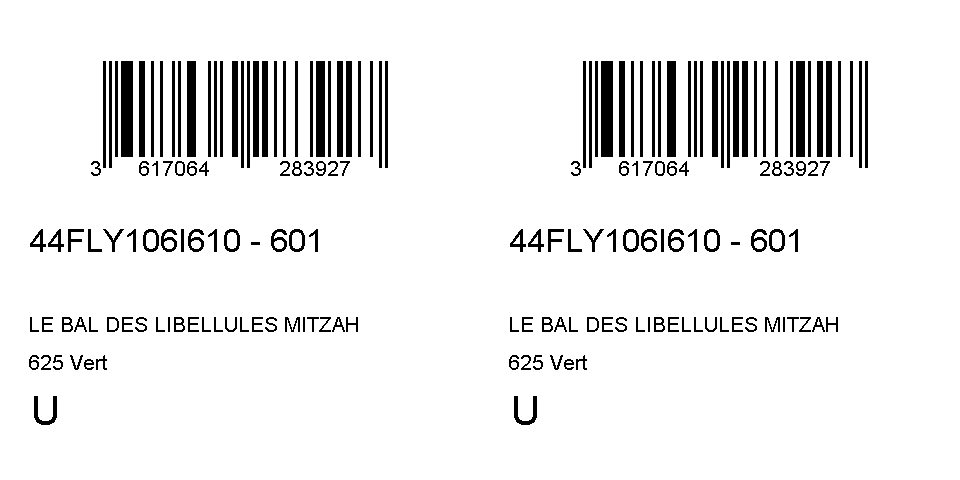 3 617064 283927
44FLY106I610 - 601
LE BAL DES LIBELLULES MITZAH
625 Vert
U
3 617064 283927
44FLY106I610 - 601
LE BAL DES LIBELLULES MITZAH
625 Vert
U